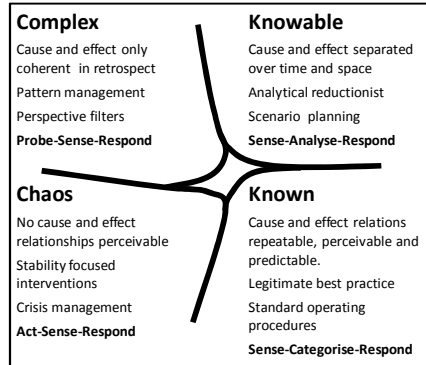 Complex
Cause and effect only
coherent in retrospect
Pattern management
Perspective filters
Probe-Sense-Respond
Knowable
Cause and effect separated
over time and space
Analytical reductionist
Scenario planning
Sense-Analyse-Respond
Chaos
No cause and effect
relationships perceivable
Stability focused
interventions
Crisis management
Act-Sense-Respond
Known
Cause and effect relations
repeatable, perceivable and
predictable.
Legitimate best practice
Standard operating
procedures
Sense-Categorise-Respond